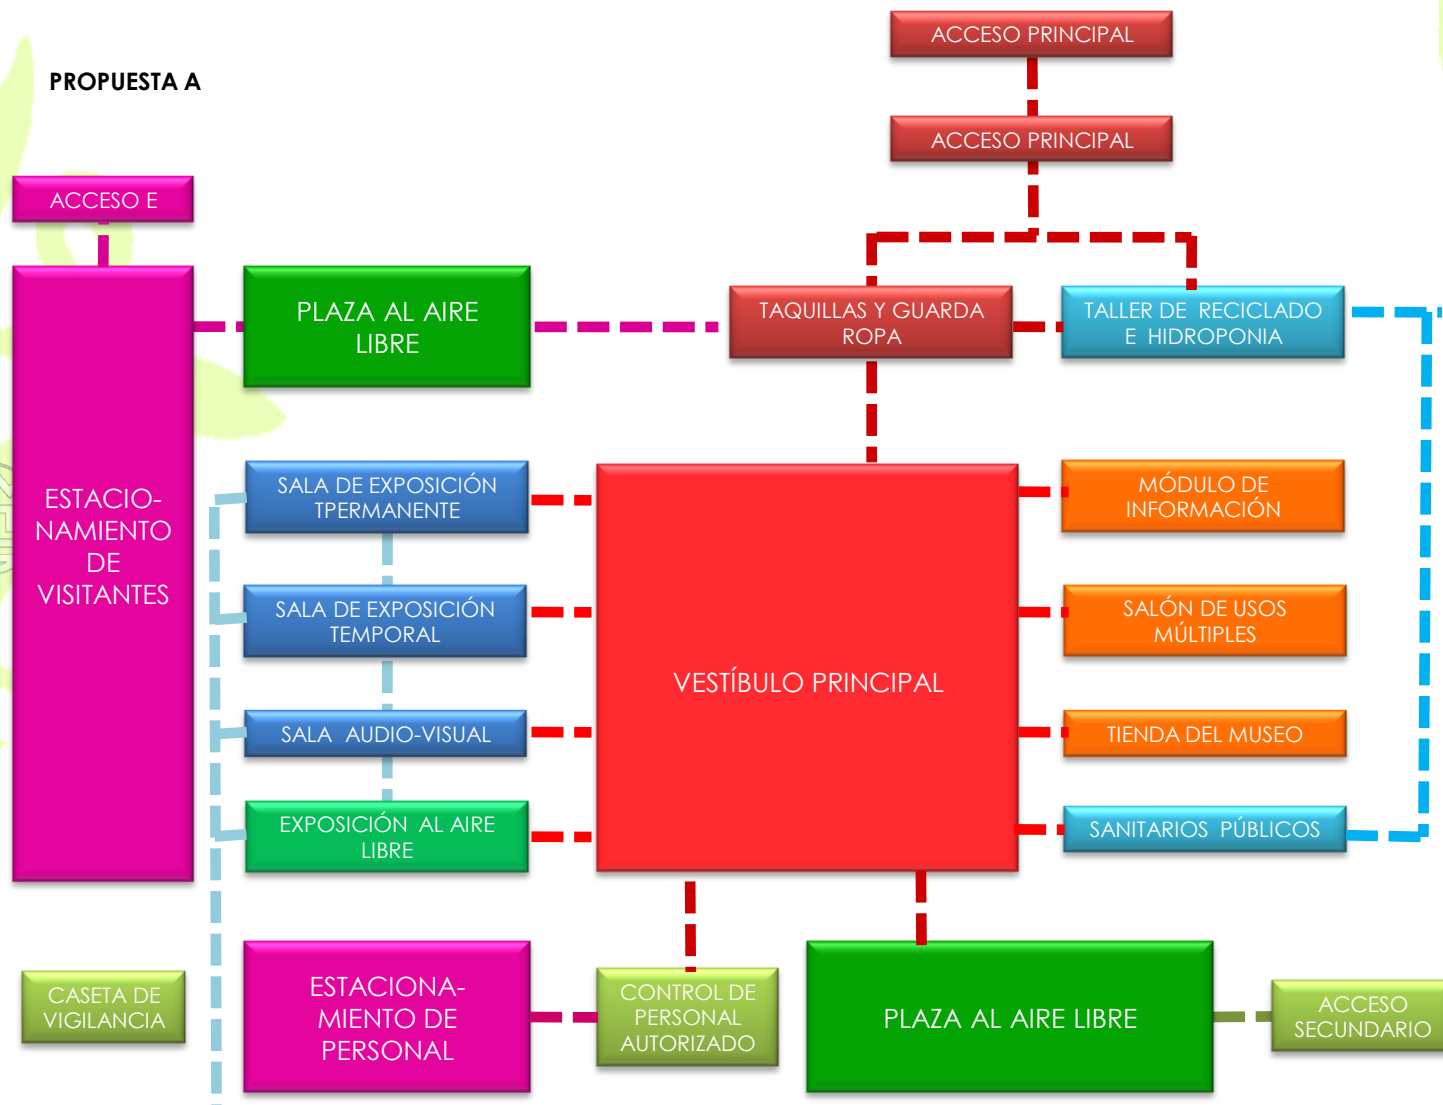 ACCESO PRINCIPAL
PROPUESTA A
ACCESO PRINCIPAL
ACCESO E
PLAZA AL AIRE
LIBRE
TAQUILLAS Y GUARDA
ROPA
TALLER DE RECICLADO
E HIDROPONIA
ESTACIO-
NAMIENTO
DE
VISITANTES
SALA DE EXPOSICIÓN
TPERMANENTE
SALA DE EXPOSICIÓN
TEMPORAL
SALA AUDIO-VISUAL
EXPOSICIÓN AL AIRE
LIBRE
VESTÍBULO PRINCIPAL
MÓDULO DE
INFORMACIÓN
SALÓN DE USOS
MÚLTIPLES
TIENDA DEL MUSEO
SANITARIOS PÚBLICOS
CASETA DE
VIGILANCIA
ESTACIONA-
MIENTO DE
PERSONAL
CONTROL DE
PERSONAL
AUTORIZADO
PLAZA AL AIRE LIBRE
ACCESO
SECUNDARIO